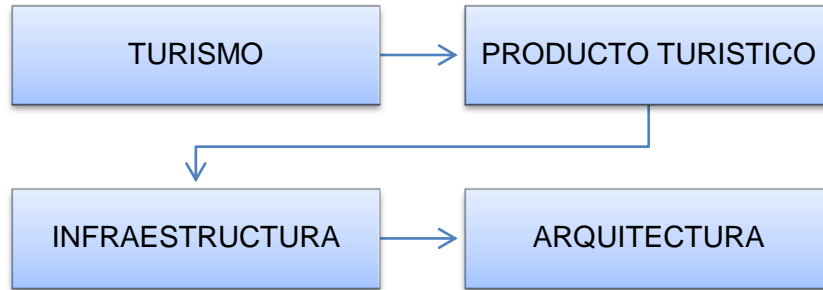 TURISMO
PRODUCTO TURISTICO
INFRAESTRUCTURA
ARQUITECTURA